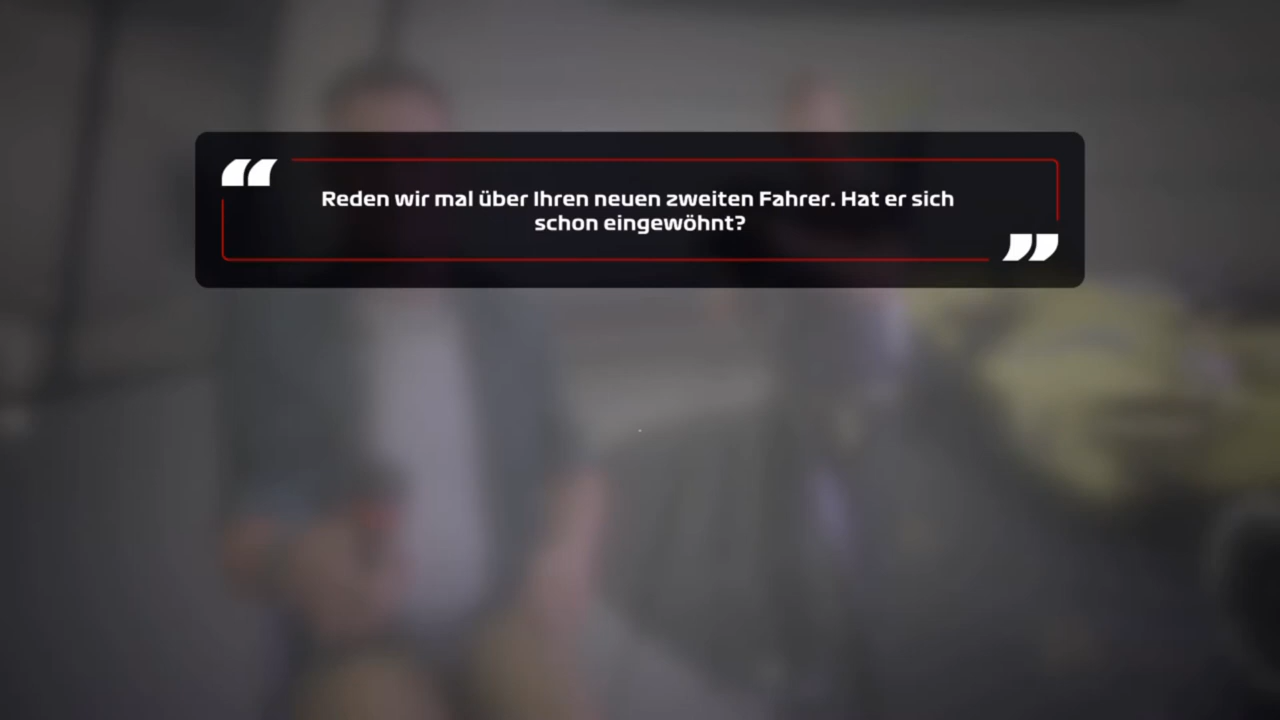 Reden wir mal über Ihren neuen zweiten Fahrer. Hat er sich
schon eingewöhnt?